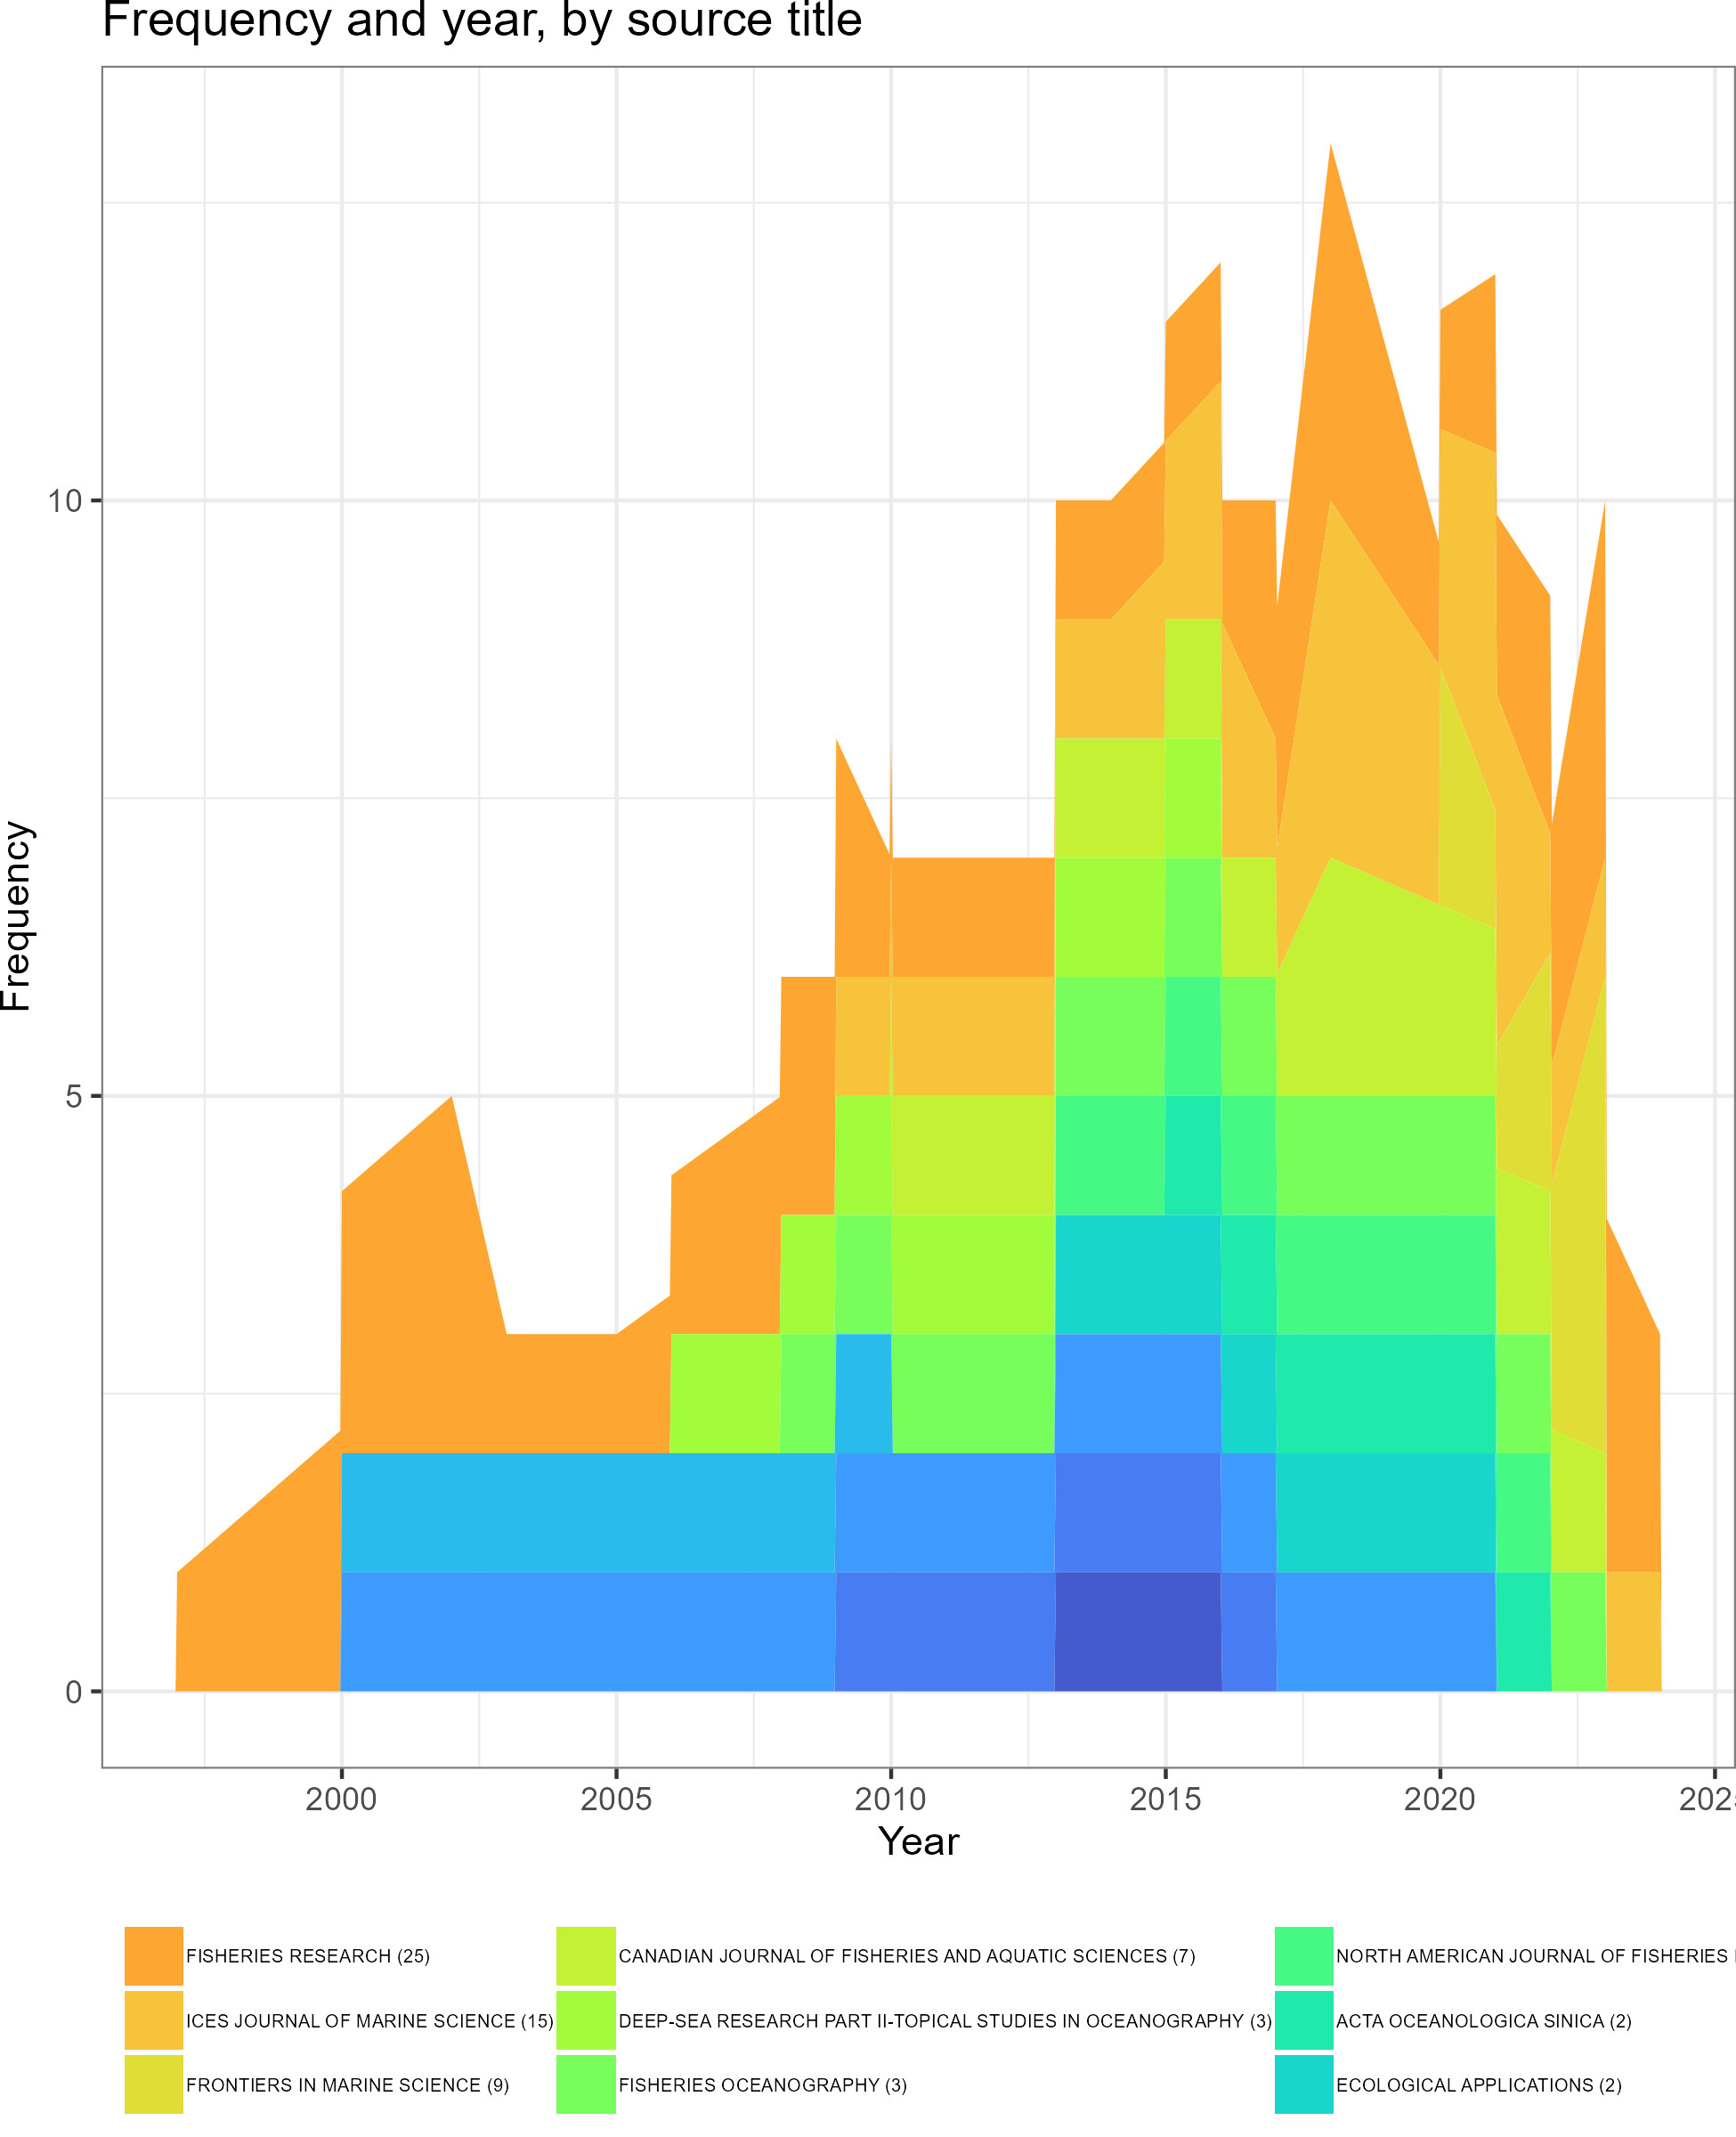 Frequency and year, by source title
10
5
0
Frequency
2000 2005 2010 2015 2020 202
Year
FISHERIES RESEARCH (25) CANADIAN JOURNAL OF FISHERIES AND AQUATIC SCIENCES (7) NORTH AMERICAN JOURNAL OF FISHERIES
ICES JOURNAL OF MARINE SCIENCE (15) DEEP-SEA RESEARCH PART II-TOPICAL STUDIES IN OCEANOGRAPHY (3) ACTA OCEANOLOGICA SINICA (2)
FRONTIERS IN MARINE SCIENCE (9) FISHERIES OCEANOGRAPHY (3) ECOLOGICAL APPLICATIONS (2)